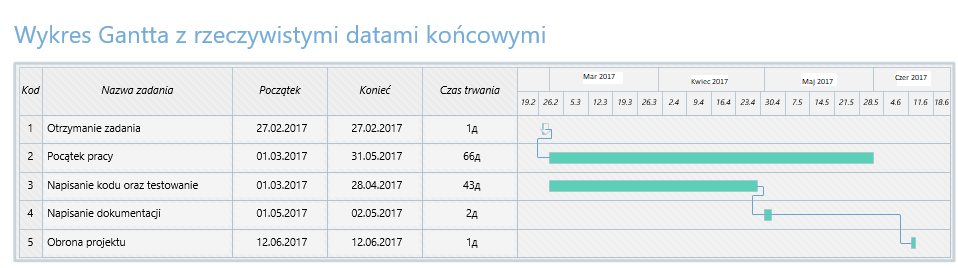 Wykres Gantta z rzeczywistymi datami końcowymi
Kod Nazwa zadania Początek Konieć Czas trwania Mar 2017 Kwiec 2017 Maj 2017 Czer 2017
19.2 26.2 5.3 12.3 19.3 26.3 2.4 9.4 16.4 23.4 30.4 7.5 14.5 21.5 28.5 4.6 11.6 18.6
1 Otrzymanie zadania 27.02.2017 27.02.2017 1д
2 Początek pracy 01.03.2017 31.05.2017 66д
3 Napisanie kodu oraz testowanie 01.03.2017 28.04.2017 43д
4 Napisanie dokumentacji 01.05.2017 02.05.2017 2д
5 Obrona projektu 12.06.2017 12.06.2017 1д